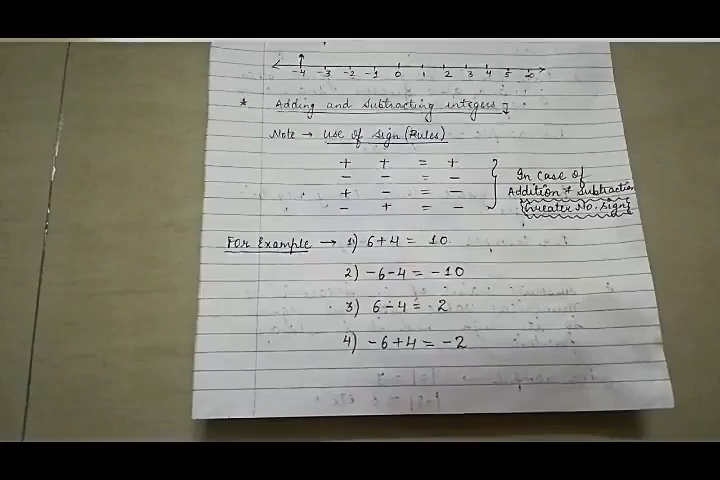 -4 -3 -2 -1 0 1 2 3 4 5
* Adding and Subtracting integers
Note → use of sign (Rules)
+ + = +
- - = -
+ - = -
- + = -
In case of
Addition & Subtraction
Greater No. sign
For Example → 1) 6+4 = 10.
2) -6-4 = -10
3) 6-4 = 2
4) -6+4 = -2